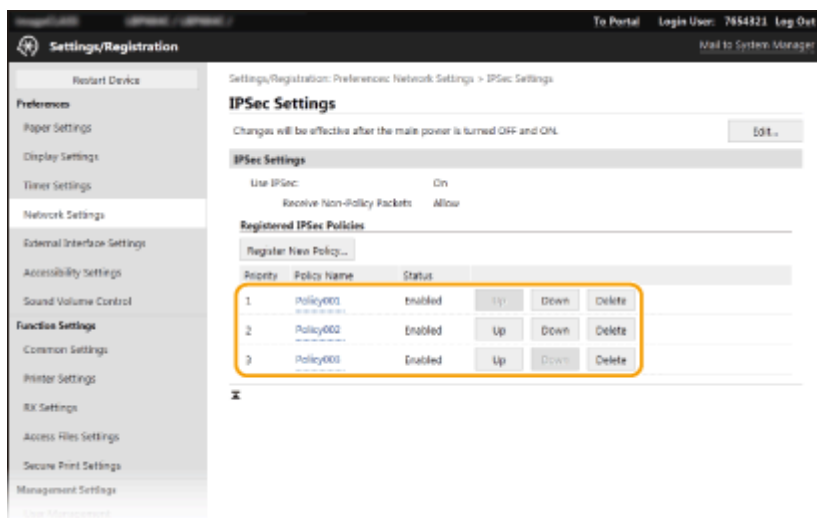 To Portal Login User: 7654321 Log Out
Settings/Registration
Mail to System Manager
Restart Device
Settings/Registration: Preferences: Network Settings > IPSec Settings
Preferences
IPSec Settings
Paper Settings
Changes will be effective after the main power is turned OFF and ON.
Edit...
Display Settings
IPSec Settings
Timer Settings
Use IPSec: On
Receive Non-Policy Packets Allow
Network Settings
Registered IPSec Policies
External Interface Settings
Register New Policy...
Accessibility Settings
Priority Policy Name Status
Sound Volume Control
1 Policy001 Enabled Up Down Delete
Function Settings
2 Policy002 Enabled Up Down Delete
Common Settings
3 Policy003 Enabled Up Down Delete
Printer Settings
RX Settings
Access Files Settings
Secure Print Settings
Management Settings
User Management